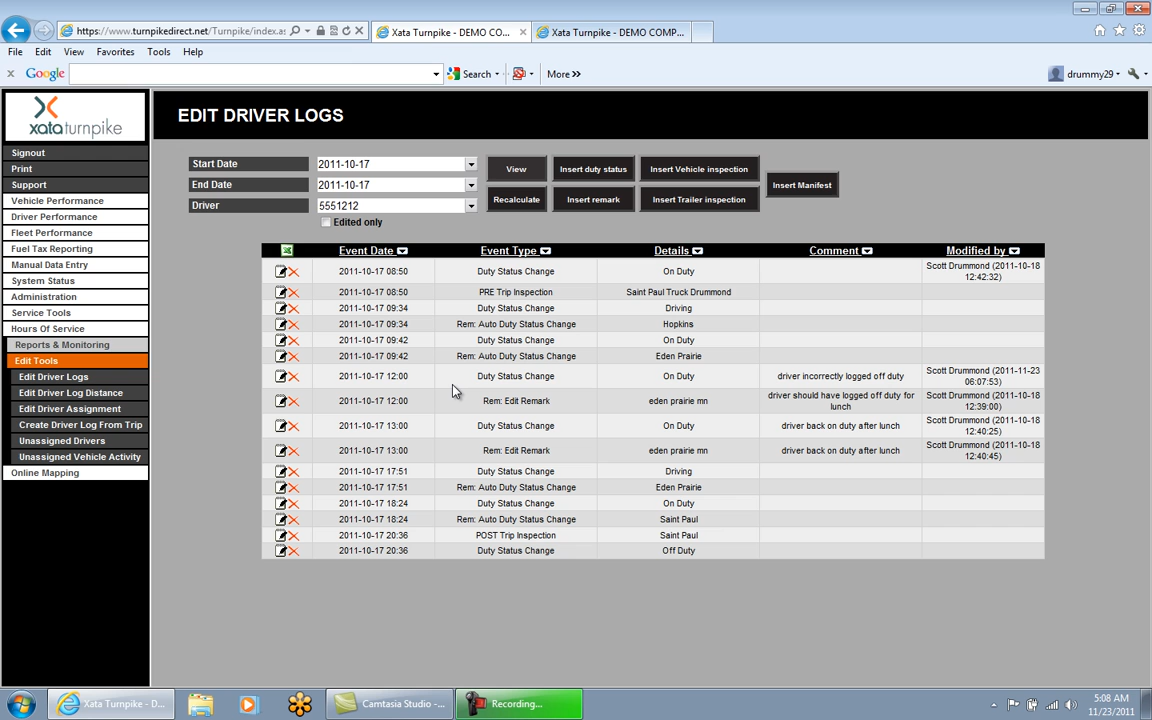 https://www.turnpikedirect.net/Turnpike/index.as
Xata Turnpike - DEMO CO...
Xata Turnpike - DEMO COMP...
File Edit View Favorites Tools Help
Google Search More »
drummy29
xataturnpike
EDIT DRIVER LOGS
Signout
Print
Support
Vehicle Performance
Driver Performance
Fleet Performance
Fuel Tax Reporting
Manual Data Entry
System Status
Administration
Service Tools
Hours Of Service
Reports & Monitoring
Edit Tools
Edit Driver Logs
Edit Driver Log Distance
Edit Driver Assignment
Create Driver Log From Trip
Unassigned Drivers
Unassigned Vehicle Activity
Online Mapping
Start Date 2011-10-17
End Date 2011-10-17
Driver 5551212
Edited only
View Insert duty status Insert Vehicle inspection
Insert Manifest
Recalculate Insert remark Insert Trailer inspection
Event Date Event Type Details Comment Modified by
2011-10-17 08:50 Duty Status Change On Duty Scott Drummond (2011-10-18 12:42:32)
2011-10-17 08:50 PRE Trip Inspection Saint Paul Truck Drummond
2011-10-17 09:34 Duty Status Change Driving
2011-10-17 09:34 Rem: Auto Duty Status Change Hopkins
2011-10-17 09:42 Duty Status Change On Duty
2011-10-17 09:42 Rem: Auto Duty Status Change Eden Prairie
2011-10-17 12:00 Duty Status Change On Duty driver incorrectly logged off duty Scott Drummond (2011-11-23 06:07:53)
2011-10-17 12:00 Rem: Edit Remark eden prairie mn driver should have logged off duty for lunch Scott Drummond (2011-10-18 12:39:00)
2011-10-17 13:00 Duty Status Change On Duty driver back on duty after lunch Scott Drummond (2011-10-18 12:40:25)
2011-10-17 13:00 Rem: Edit Remark eden prairie mn driver back on duty after lunch Scott Drummond (2011-10-18 12:40:45)
2011-10-17 17:51 Duty Status Change Driving
2011-10-17 17:51 Rem: Auto Duty Status Change Eden Prairie
2011-10-17 18:24 Duty Status Change On Duty
2011-10-17 18:24 Rem: Auto Duty Status Change Saint Paul
2011-10-17 20:36 POST Trip Inspection Saint Paul
2011-10-17 20:36 Duty Status Change Off Duty
Xata Turnpike - D...
Camtasia Studio -...
Recording...
5:08 AM
11/23/2011